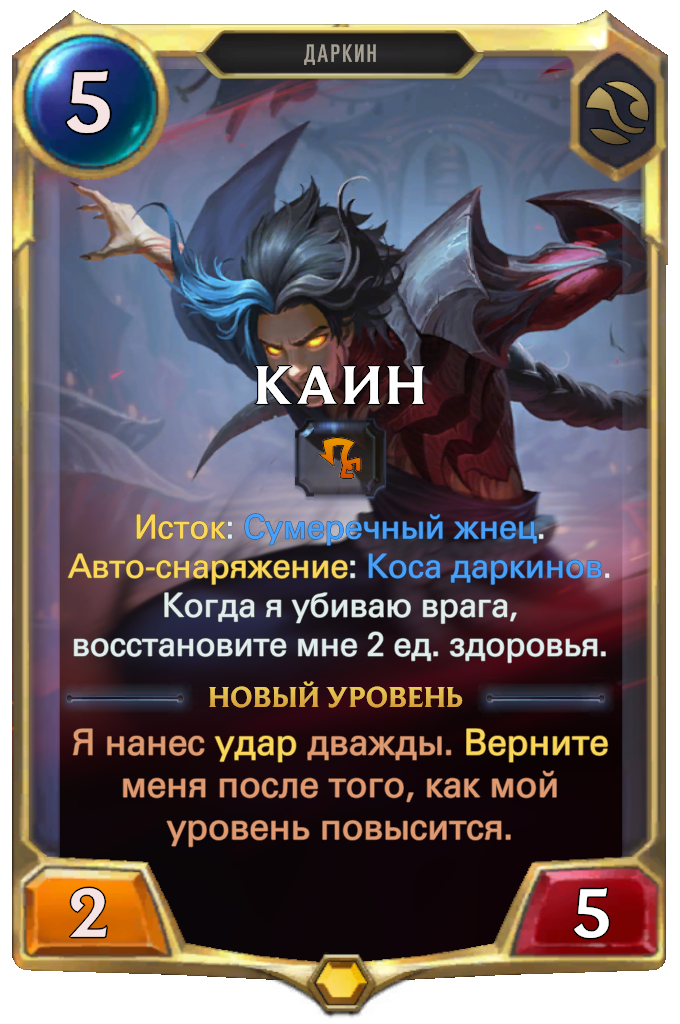 ДАРКИН
5
КАИН
Исток: Сумеречный жнец.
Авто-снаряжение: Коса даркинов.
Когда я убиваю врага,
восстановите мне 2 ед. здоровья.
НОВЫЙ УРОВЕНЬ
Я нанес удар дважды. Верните
меня после того, как мой
уровень повысится.
2
5